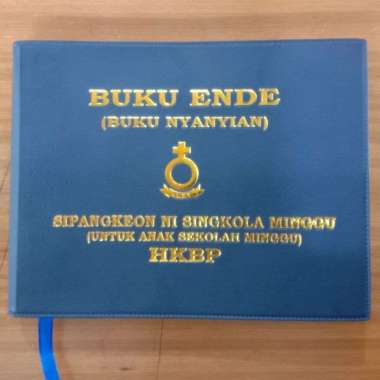 BUKU ENDE
(BUKU NYANYIAN)
SIPANGKEON NI SINGKOLA MINGGU
(UNTUK ANAK SEKOLAH MINGGU)
HKBP